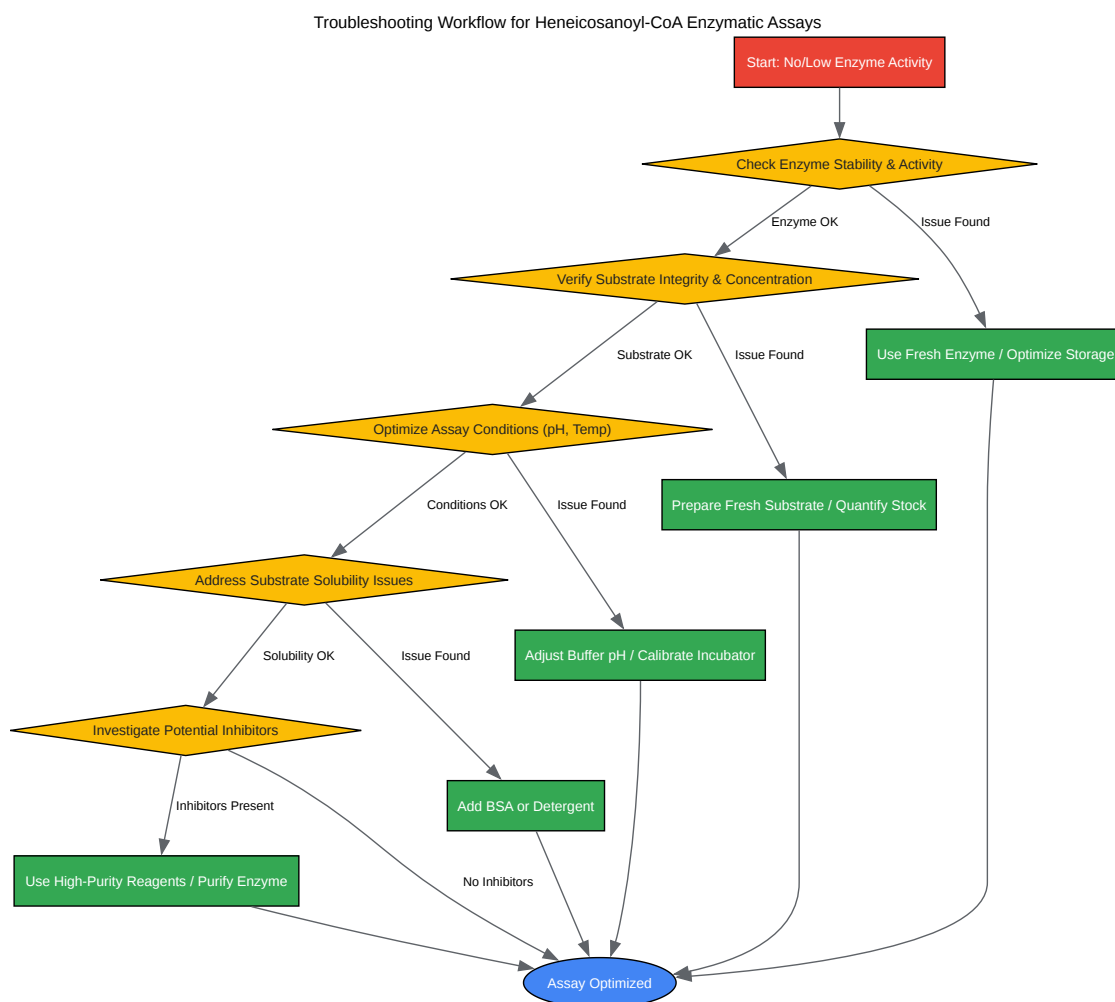 Troubleshooting Workflow for Heneicosanoyl-CoA Enzymatic Assays
Start: No/Low Enzyme Activity
Check Enzyme Stability & Activity
Enzyme OK
Issue Found
Verify Substrate Integrity & Concentration
Substrate OK
Issue Found
Use Fresh Enzyme / Optimize Storage
Optimize Assay Conditions (pH, Temp)
Conditions OK
Issue Found
Prepare Fresh Substrate / Quantify Stock
Address Substrate Solubility Issues
Solubility OK
Issue Found
Adjust Buffer pH / Calibrate Incubator
Investigate Potential Inhibitors
Inhibitors Present
Add BSA or Detergent
Use High-Purity Reagents / Purify Enzyme
No Inhibitors
Assay Optimized